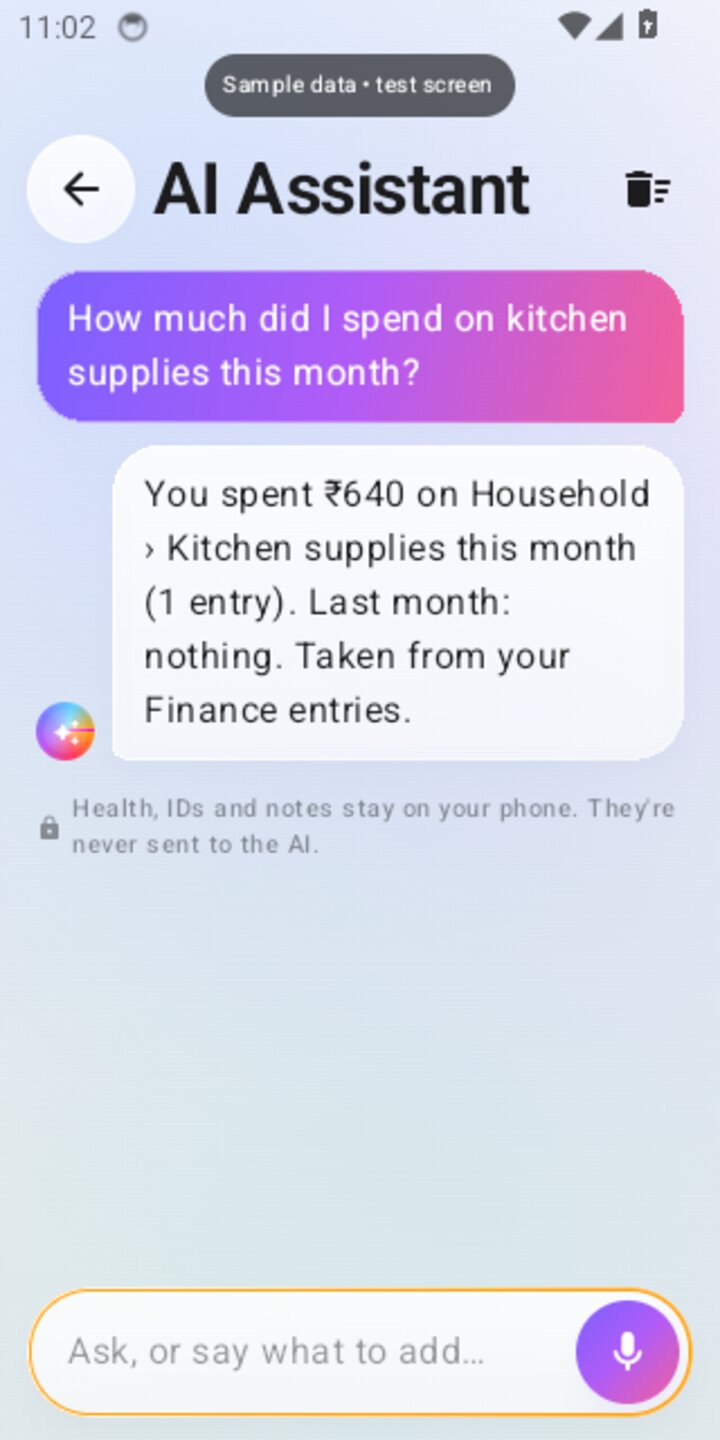 11:02
Sample data • test screen
AI Assistant
How much did I spend on kitchen
supplies this month?
You spent ₹640 on Household
› Kitchen supplies this month
(1 entry). Last month:
nothing. Taken from your
Finance entries.
Health, IDs and notes stay on your phone. They're
never sent to the AI.
Ask, or say what to add…